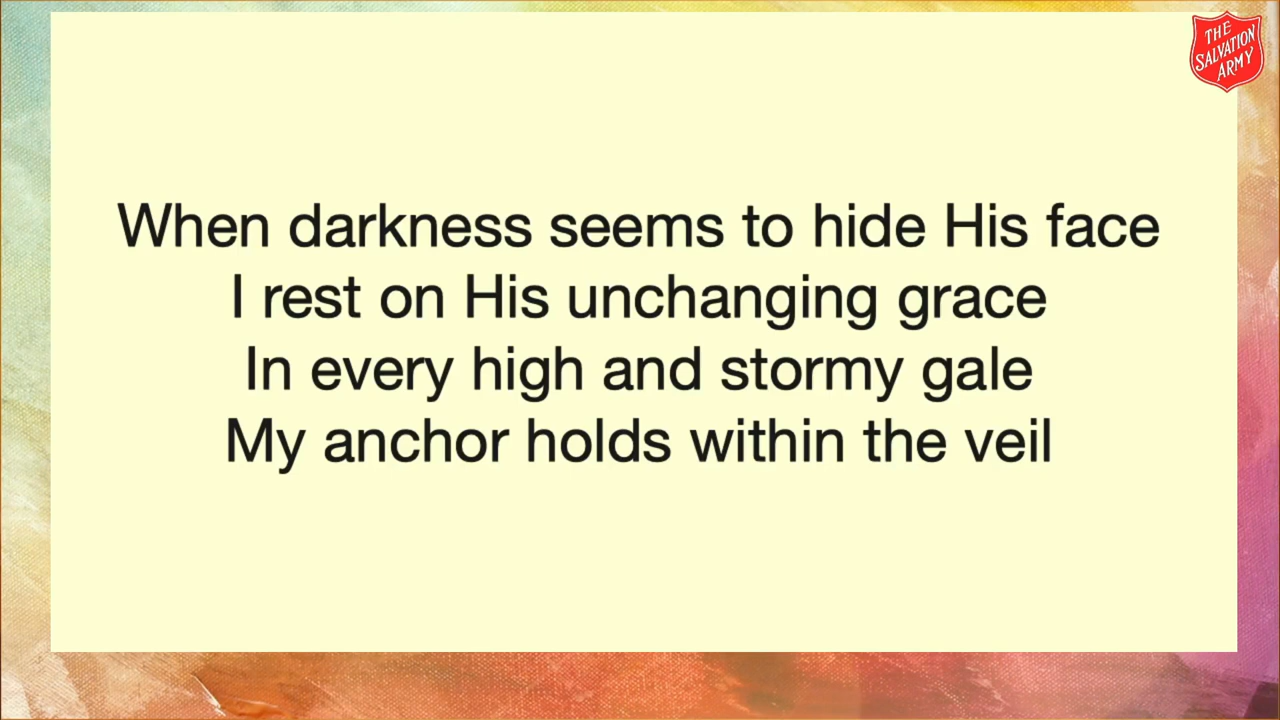 THE
SALVATION
ARMY
When darkness seems to hide His face
I rest on His unchanging grace
In every high and stormy gale
My anchor holds within the veil